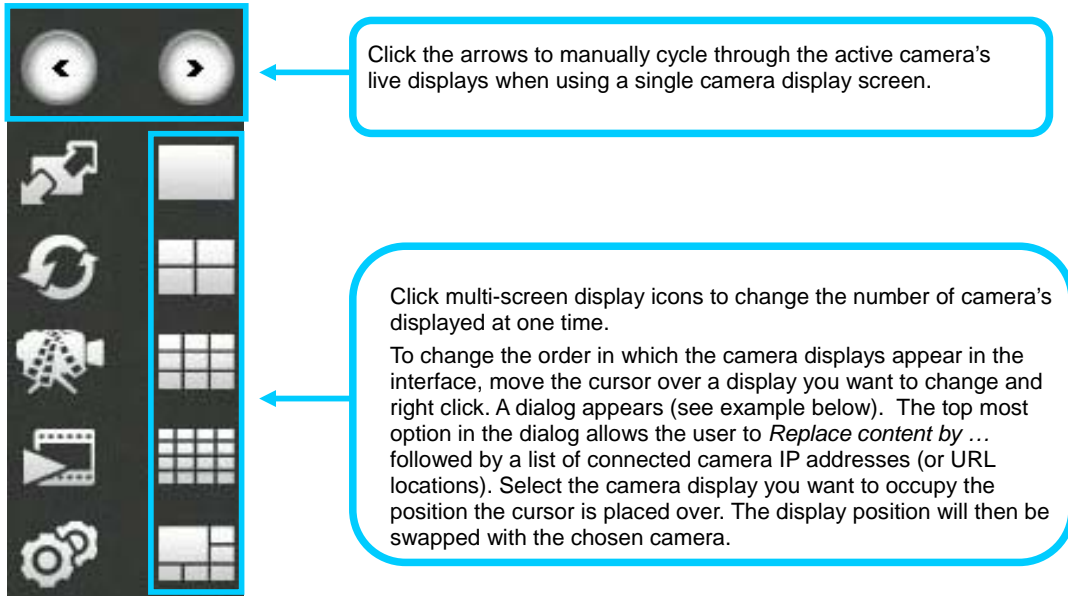 Click the arrows to manually cycle through the active camera's
live displays when using a single camera display screen.
Click multi-screen display icons to change the number of camera's
displayed at one time.
To change the order in which the camera displays appear in the
interface, move the cursor over a display you want to change and
right click. A dialog appears (see example below).  The top most
option in the dialog allows the user to Replace content by …
followed by a list of connected camera IP addresses (or URL
locations). Select the camera display you want to occupy the
position the cursor is placed over. The display position will then be
swapped with the chosen camera.